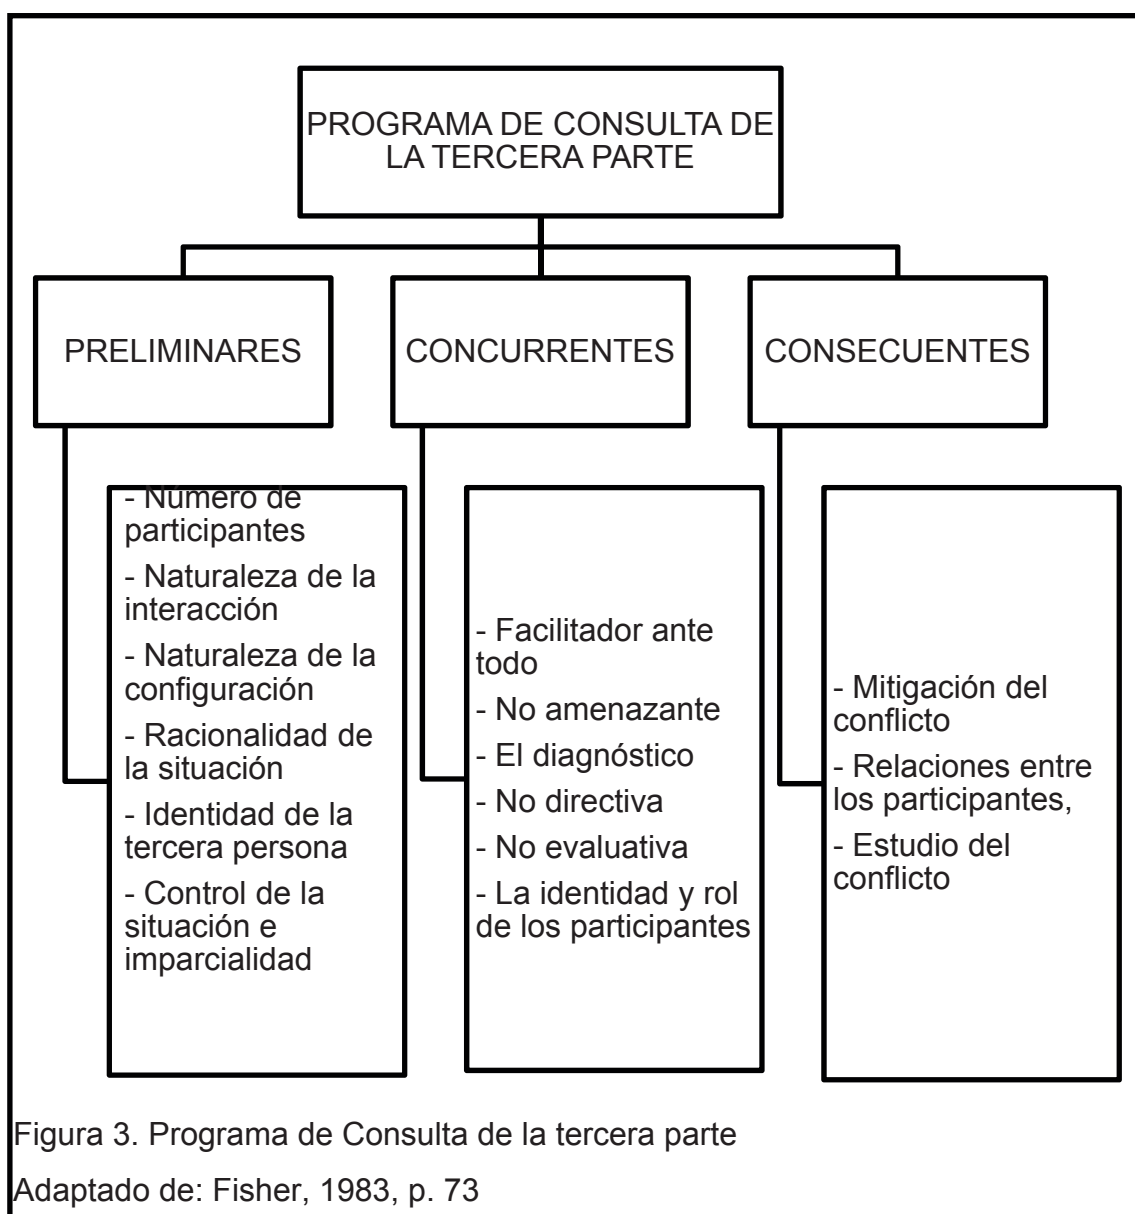 PROGRAMA DE CONSULTA DE
LA TERCERA PARTE
PRELIMINARES
CONCURRENTES
CONSECUENTES
- Número de
participantes
- Naturaleza de la
interacción
- Naturaleza de la
configuración
- Racionalidad de
la situación
- Identidad de la
tercera persona
- Control de la
situación e
imparcialidad
- Facilitador ante
todo
- No amenazante
- El diagnóstico
- No directiva
- No evaluativa
- La identidad y rol
de los participantes
- Mitigación del
conflicto
- Relaciones entre
los participantes,
- Estudio del
conflicto
Figura 3. Programa de Consulta de la tercera parte
Adaptado de: Fisher, 1983, p. 73